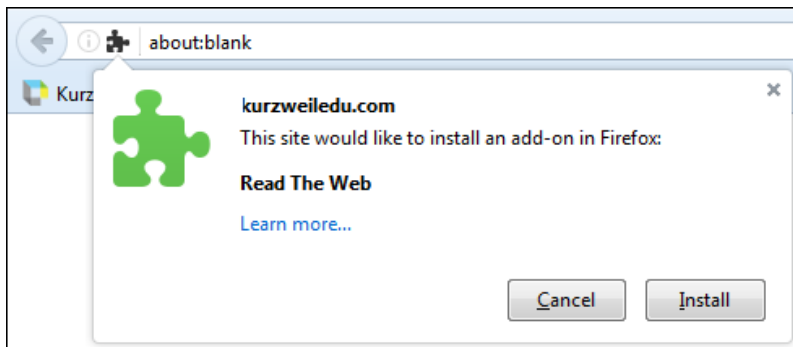 about:blank
Kurz
kurzweiledu.com
This site would like to install an add-on in Firefox:
Read The Web
Learn more...
Cancel
Install